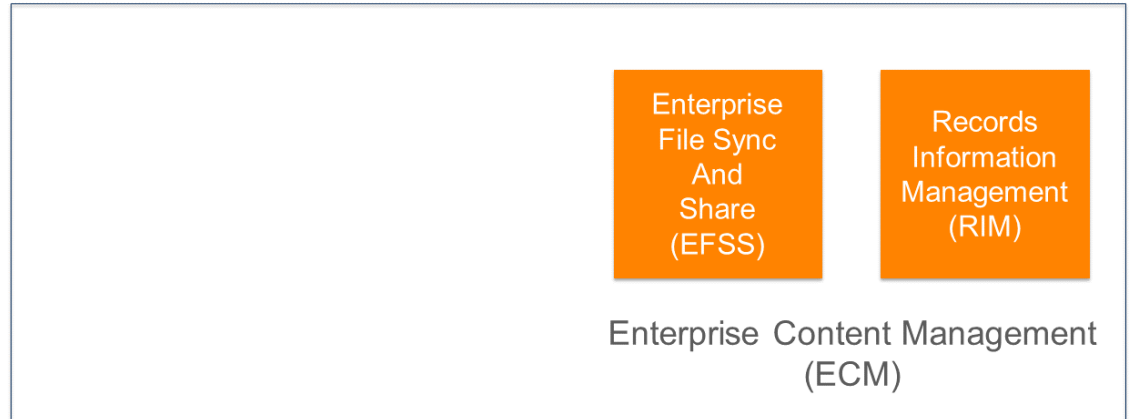 Enterprise
File Sync
And
Share
(EFSS)
Records
Information
Management
(RIM)
Enterprise Content Management
(ECM)